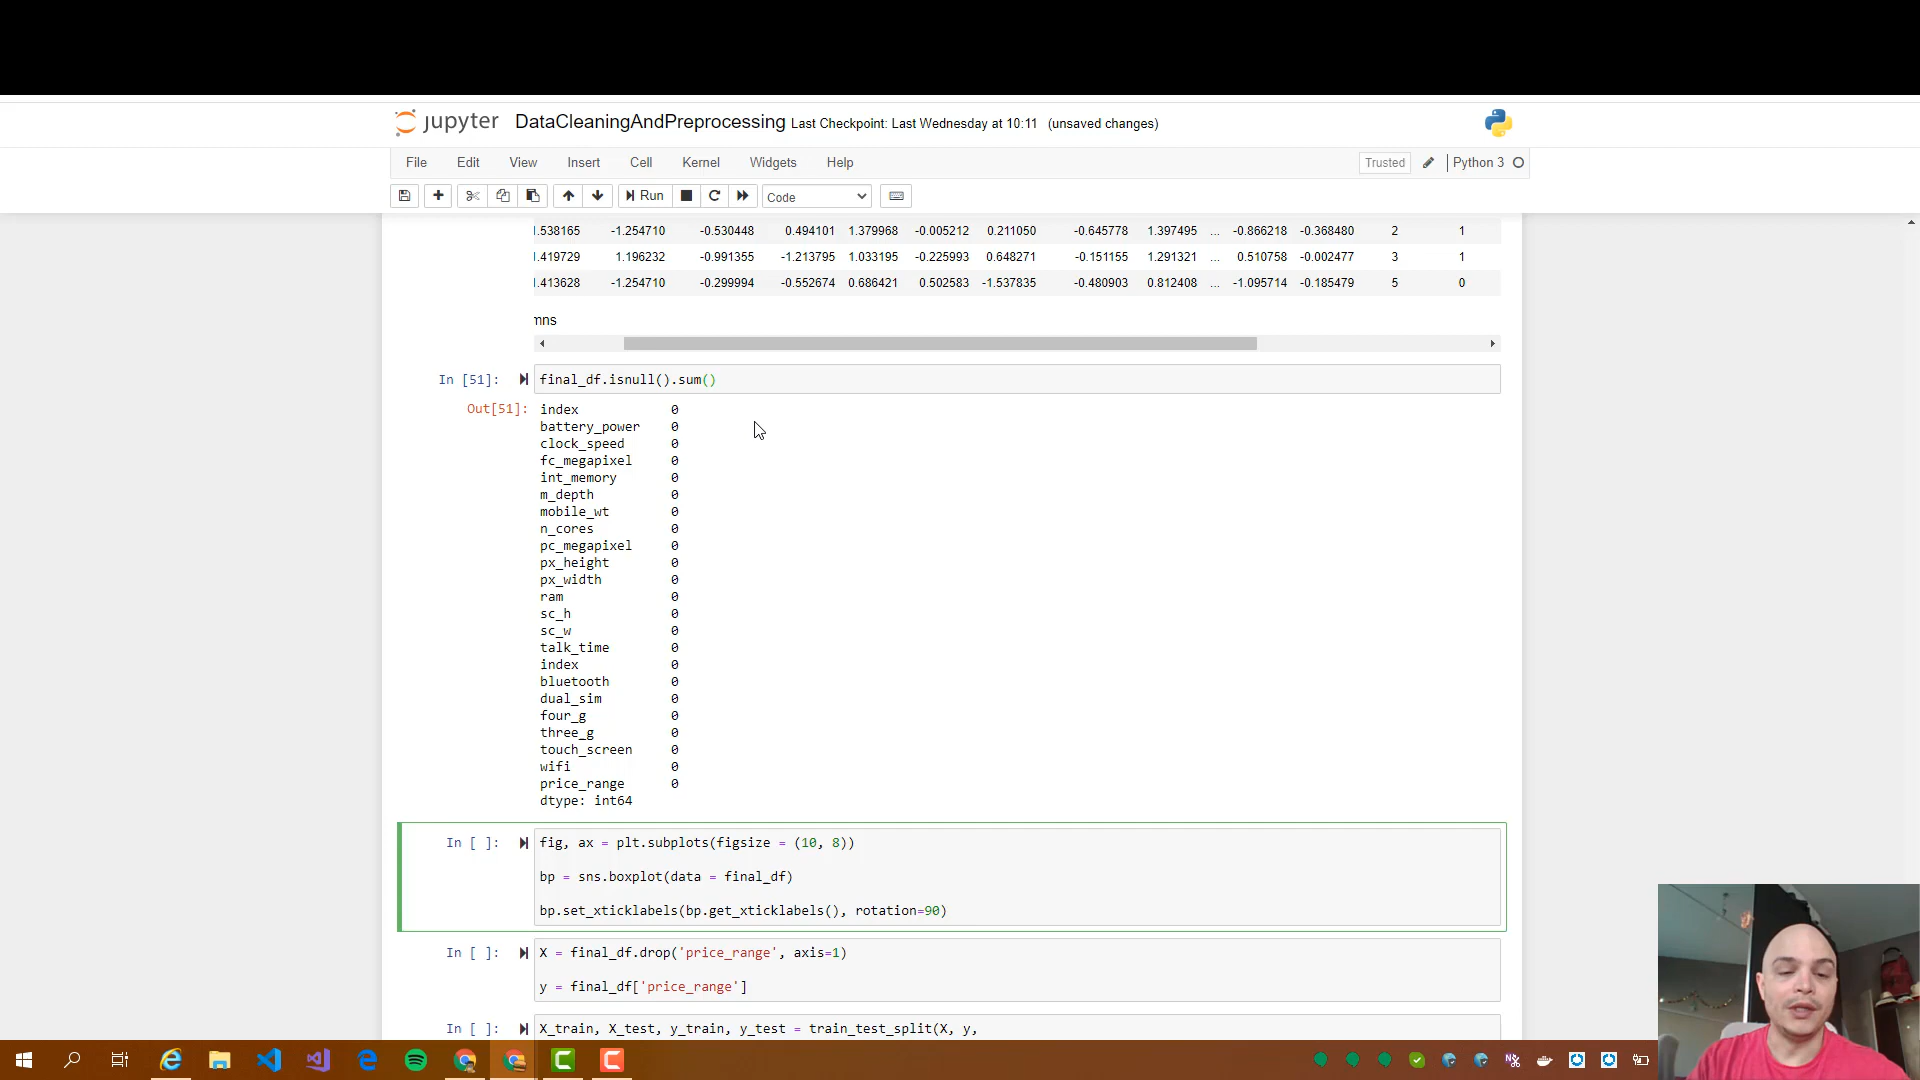 jupyter DataCleaningAndPreprocessing Last Checkpoint: Last Wednesday at 10:11 (unsaved changes)
File Edit View Insert Cell Kernel Widgets Help Trusted Python 3
Run Code
.538165 -1.254710 -0.530448 0.494101 1.379968 -0.005212 0.211050 -0.645778 1.397495 ... -0.866218 -0.368480 2 1
.419729 1.196232 -0.991355 -1.213795 1.033195 -0.225993 0.648271 -0.151155 1.291321 ... 0.510758 -0.002477 3 1
.413628 -1.254710 -0.299994 -0.552674 0.686421 0.502583 -1.537835 -0.480903 0.812408 ... -1.095714 -0.185479 5 0
mns
In [51]: final_df.isnull().sum()
Out[51]: index 0
battery_power 0
clock_speed 0
fc_megapixel 0
int_memory 0
m_depth 0
mobile_wt 0
n_cores 0
pc_megapixel 0
px_height 0
px_width 0
ram 0
sc_h 0
sc_w 0
talk_time 0
index 0
bluetooth 0
dual_sim 0
four_g 0
three_g 0
touch_screen 0
wifi 0
price_range 0
dtype: int64
In [ ]: fig, ax = plt.subplots(figsize = (10, 8))
bp = sns.boxplot(data = final_df)
bp.set_xticklabels(bp.get_xticklabels(), rotation=90)
In [ ]: X = final_df.drop('price_range', axis=1)
y = final_df['price_range']
In [ ]: X_train, X_test, y_train, y_test = train_test_split(X, y,